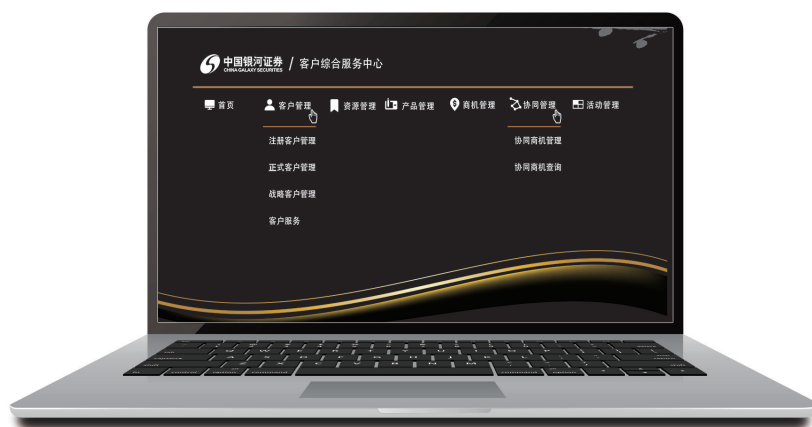 中国银河证券 / 客户综合服务中心
CHINA GALAXY SECURITIES
首页 客户管理 资源管理 产品管理 商机管理 协同管理 活动管理
注册客户管理 协同商机管理
正式客户管理 协同商机查询
战略客户管理
客户服务